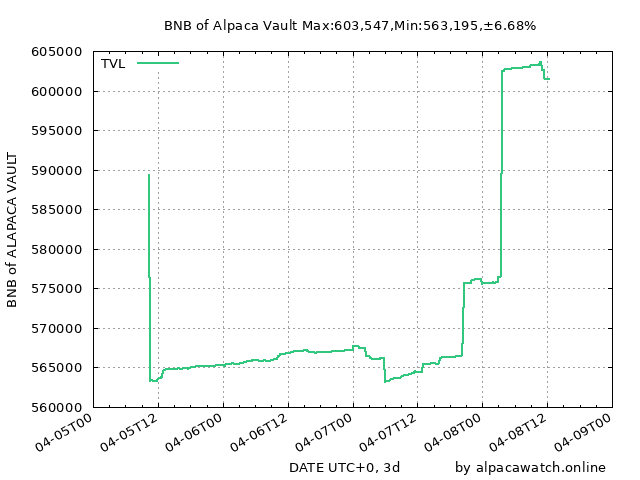 BNB of Alpaca Vault Max:603,547,Min:563,195,±6.68%
605000
600000
595000
590000
585000
580000
575000
570000
565000
560000
BNB of ALAPACA VAULT
TVL
04-05T00
04-05T12
04-06T00
04-06T12
04-07T00
04-07T12
04-08T00
04-08T12
04-09T00
DATE UTC+0, 3d
by alpacawatch.online